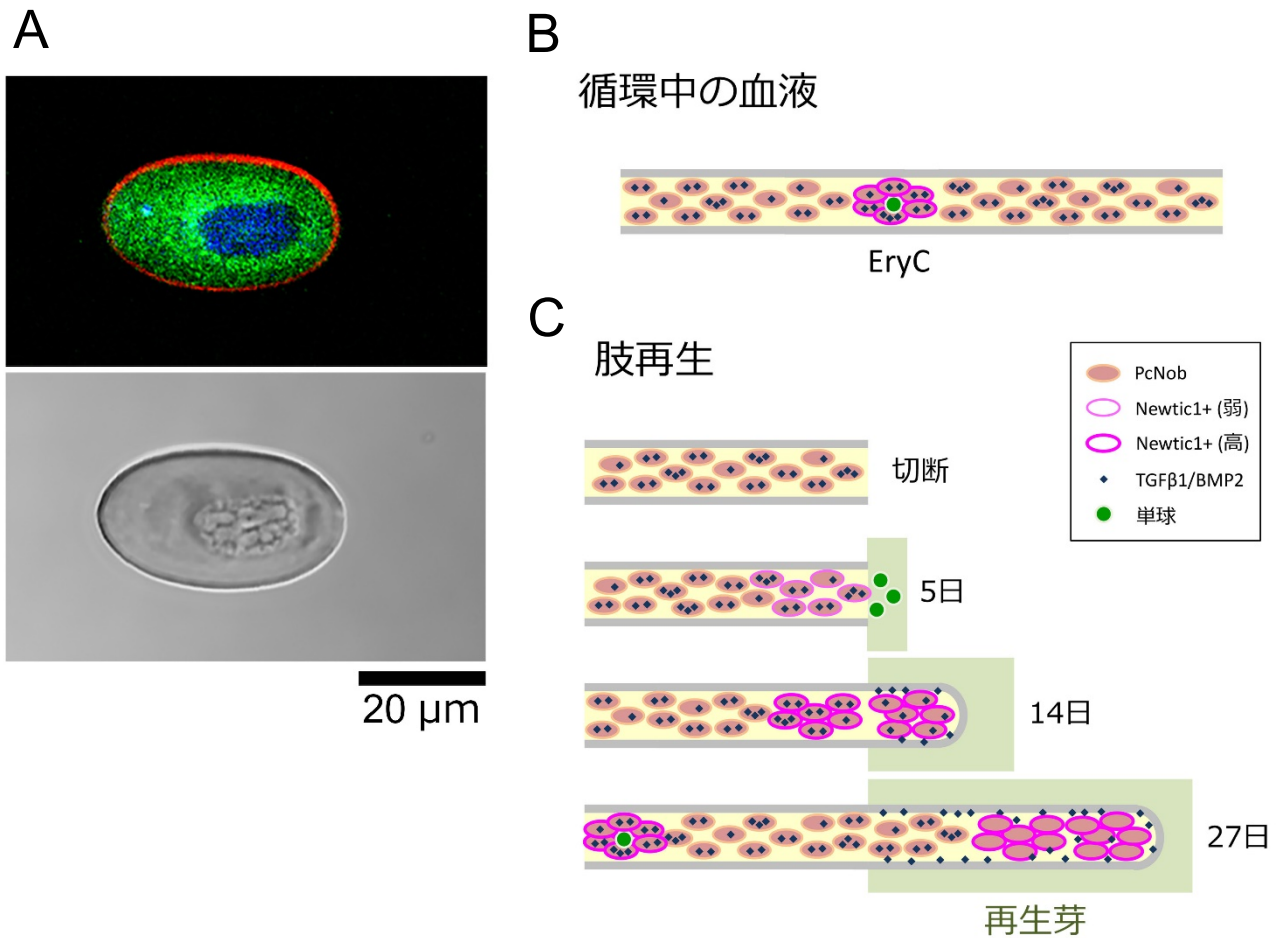 A
20 µm
B
循環中の血液
EryC
C
肢再生
PcNob
Newtic1+ (弱)
Newtic1+ (高)
TGFβ1/BMP2
単球
切断
5日
14日
27日
再生芽